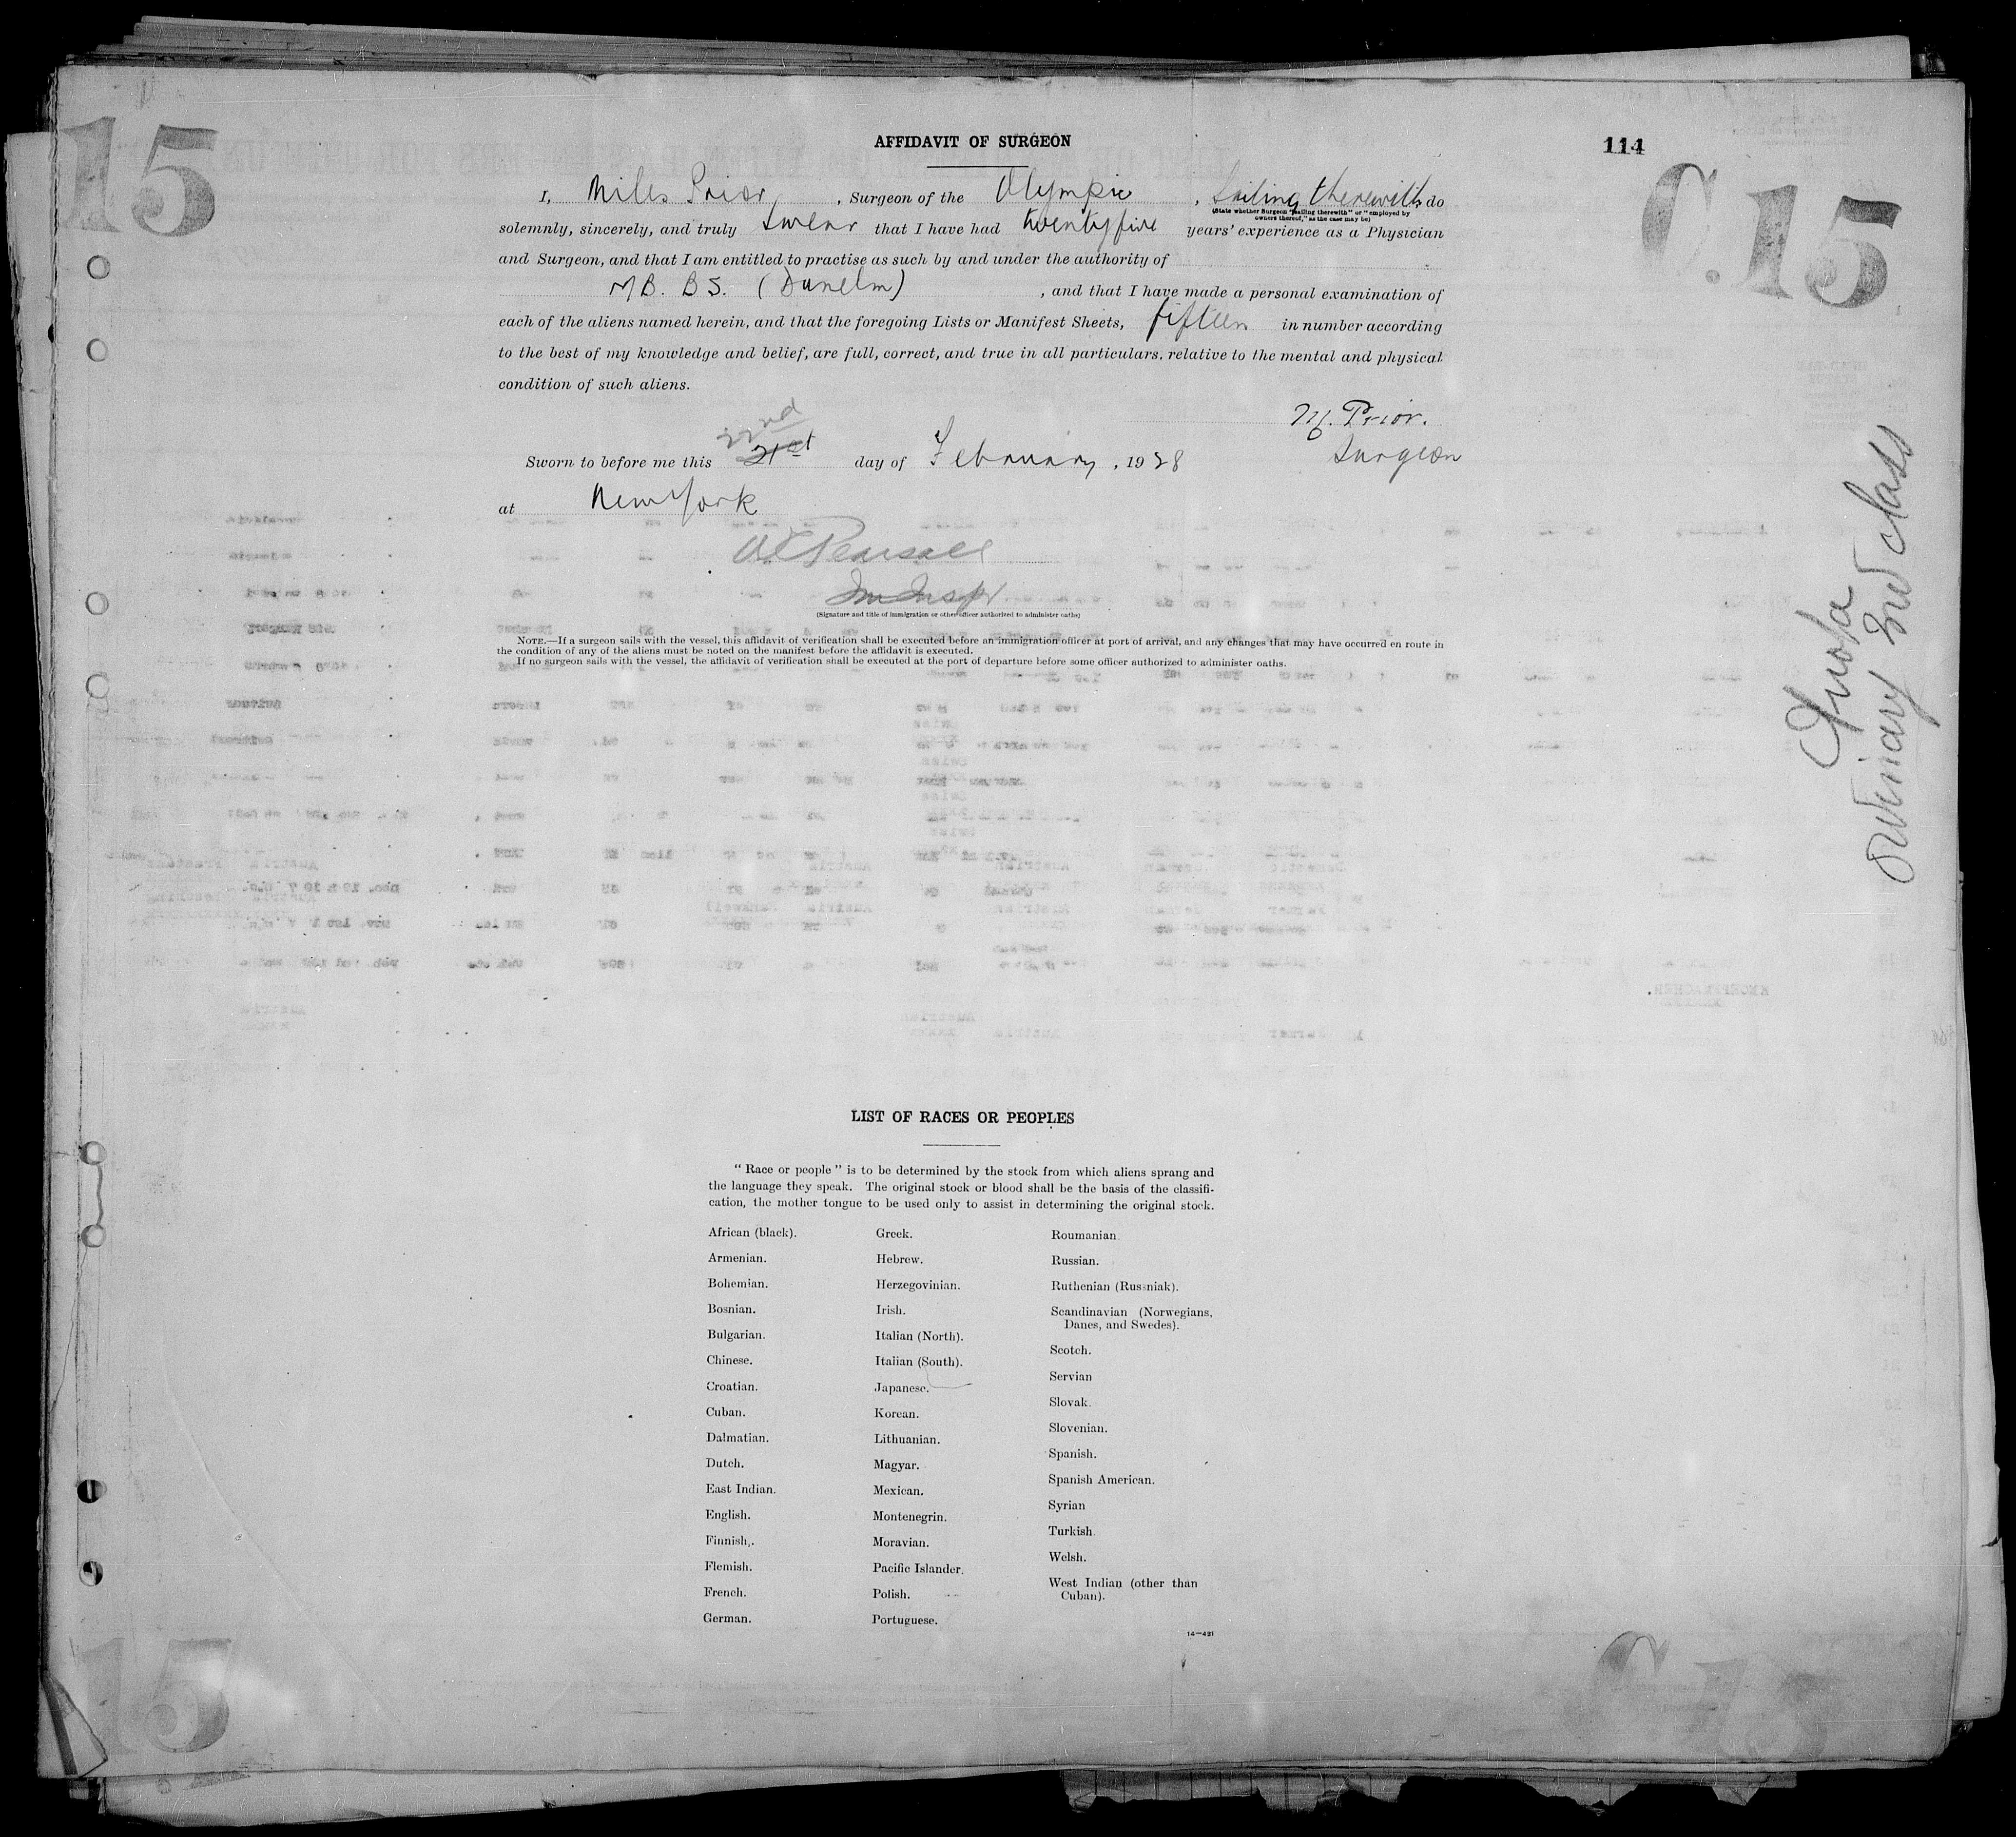 15
AFFIDAVIT OF SURGEON
114
C.15
I, Miles Prior, Surgeon of the Olympic, Sailing therewith do
(State whether Surgeon "sailing therewith" or "employed by
owners thereof," as the case may be)
solemnly, sincerely, and truly swear that I have had twenty five years' experience as a Physician
and Surgeon, and that I am entitled to practise as such by and under the authority of
MB. BS. (Dunelm), and that I have made a personal examination of
each of the aliens named herein, and that the foregoing Lists or Manifest Sheets, fifteen in number according
to the best of my knowledge and belief, are full, correct, and true in all particulars, relative to the mental and physical
condition of such aliens.
M. Prior.
Surgeon
22nd
Sworn to before me this 21st day of February, 1928
at New York
Pearsall
Im Inspr
(Signature and title of immigration or other officer authorized to administer oaths)
NOTE.—If a surgeon sails with the vessel, this affidavit of verification shall be executed before an immigration officer at port of arrival, and any changes that may have occurred en route in
the condition of any of the aliens must be noted on the manifest before the affidavit is executed.
If no surgeon sails with the vessel, the affidavit of verification shall be executed at the port of departure before some officer authorized to administer oaths.
Quota
ordinary 3rd class
LIST OF RACES OR PEOPLES
"Race or people" is to be determined by the stock from which aliens sprang and
the language they speak. The original stock or blood shall be the basis of the classifi-
cation, the mother tongue to be used only to assist in determining the original stock.
African (black).
Armenian.
Bohemian.
Bosnian.
Bulgarian.
Chinese.
Croatian.
Cuban.
Dalmatian.
Dutch.
East Indian.
English.
Finnish.
Flemish.
French.
German.
Greek.
Hebrew.
Herzegovinian.
Irish.
Italian (North).
Italian (South).
Japanese.
Korean.
Lithuanian.
Magyar.
Mexican.
Montenegrin.
Moravian.
Pacific Islander.
Polish.
Portuguese.
Roumanian.
Russian.
Ruthenian (Russniak).
Scandinavian (Norwegians,
Danes, and Swedes).
Scotch.
Servian
Slovak.
Slovenian.
Spanish.
Spanish American.
Syrian
Turkish.
Welsh.
West Indian (other than
Cuban).
14—421
15
C.15